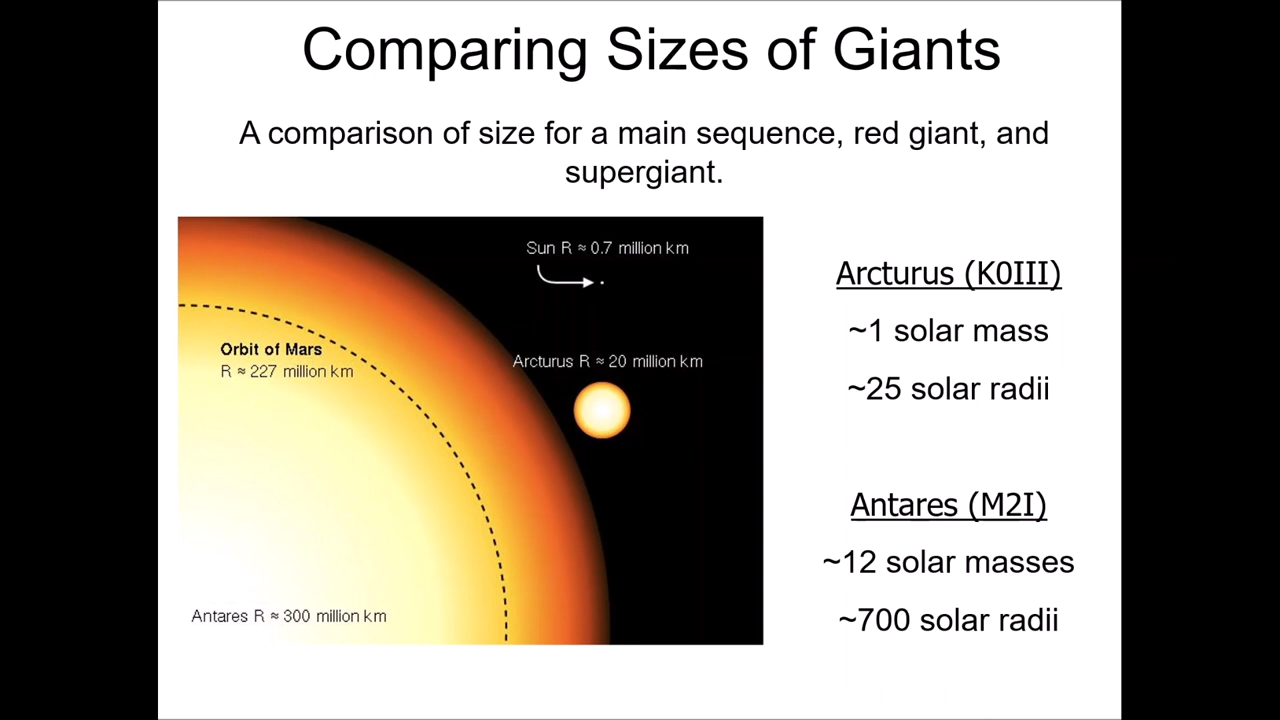 Comparing Sizes of Giants
A comparison of size for a main sequence, red giant, and
supergiant.
Sun R ≈ 0.7 million km
Orbit of Mars
R ≈ 227 million km
Arcturus R ≈ 20 million km
Antares R ≈ 300 million km
Arcturus (K0III)
~1 solar mass
~25 solar radii
Antares (M2I)
~12 solar masses
~700 solar radii